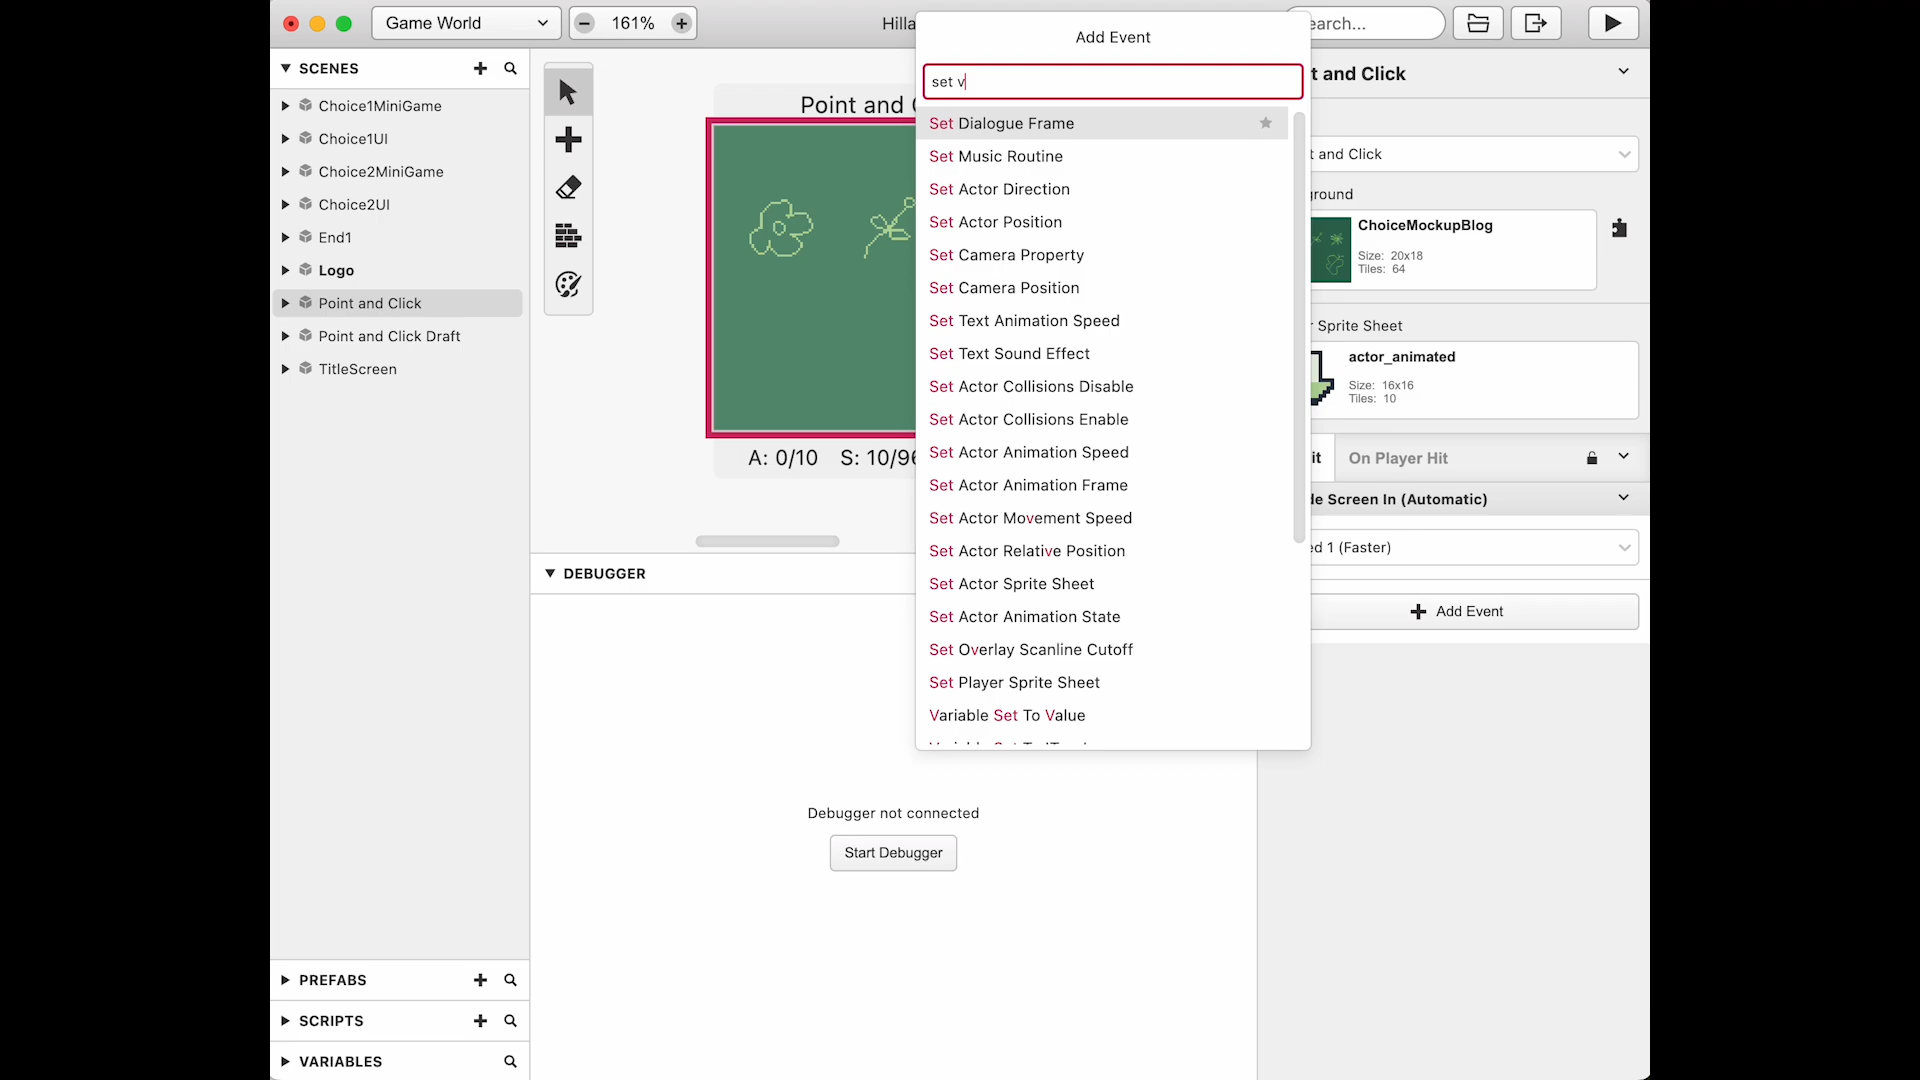 Game World
161%
Hilla
Add Event
earch...
SCENES
set v
t and Click
Choice1MiniGame
Choice1UI
Choice2MiniGame
Choice2UI
End1
Logo
Point and Click
Point and Click Draft
TitleScreen
Point and C
A: 0/10 S: 10/96
Set Dialogue Frame
Set Music Routine
Set Actor Direction
Set Actor Position
Set Camera Property
Set Camera Position
Set Text Animation Speed
Set Text Sound Effect
Set Actor Collisions Disable
Set Actor Collisions Enable
Set Actor Animation Speed
Set Actor Animation Frame
Set Actor Movement Speed
Set Actor Relative Position
Set Actor Sprite Sheet
Set Actor Animation State
Set Overlay Scanline Cutoff
Set Player Sprite Sheet
Variable Set To Value
t and Click
round
ChoiceMockupBlog
Size: 20x18
Tiles: 64
Sprite Sheet
actor_animated
Size: 16x16
Tiles: 10
it
On Player Hit
de Screen In (Automatic)
ed 1 (Faster)
Add Event
DEBUGGER
Debugger not connected
Start Debugger
PREFABS
SCRIPTS
VARIABLES